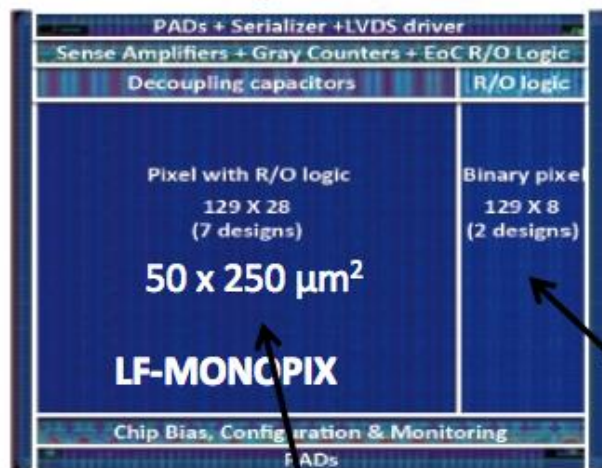 PADs + Serializer +LVDS driver
Sense Amplifiers + Gray Counters + EoC R/O Logic
Decoupling capacitors R/O logic
Pixel with R/O logic
129 X 28
(7 designs)
50 x 250 µm²
LF-MONOPIX
Binary pixel
129 X 8
(2 designs)
Chip Bias, Configuration & Monitoring
PADs